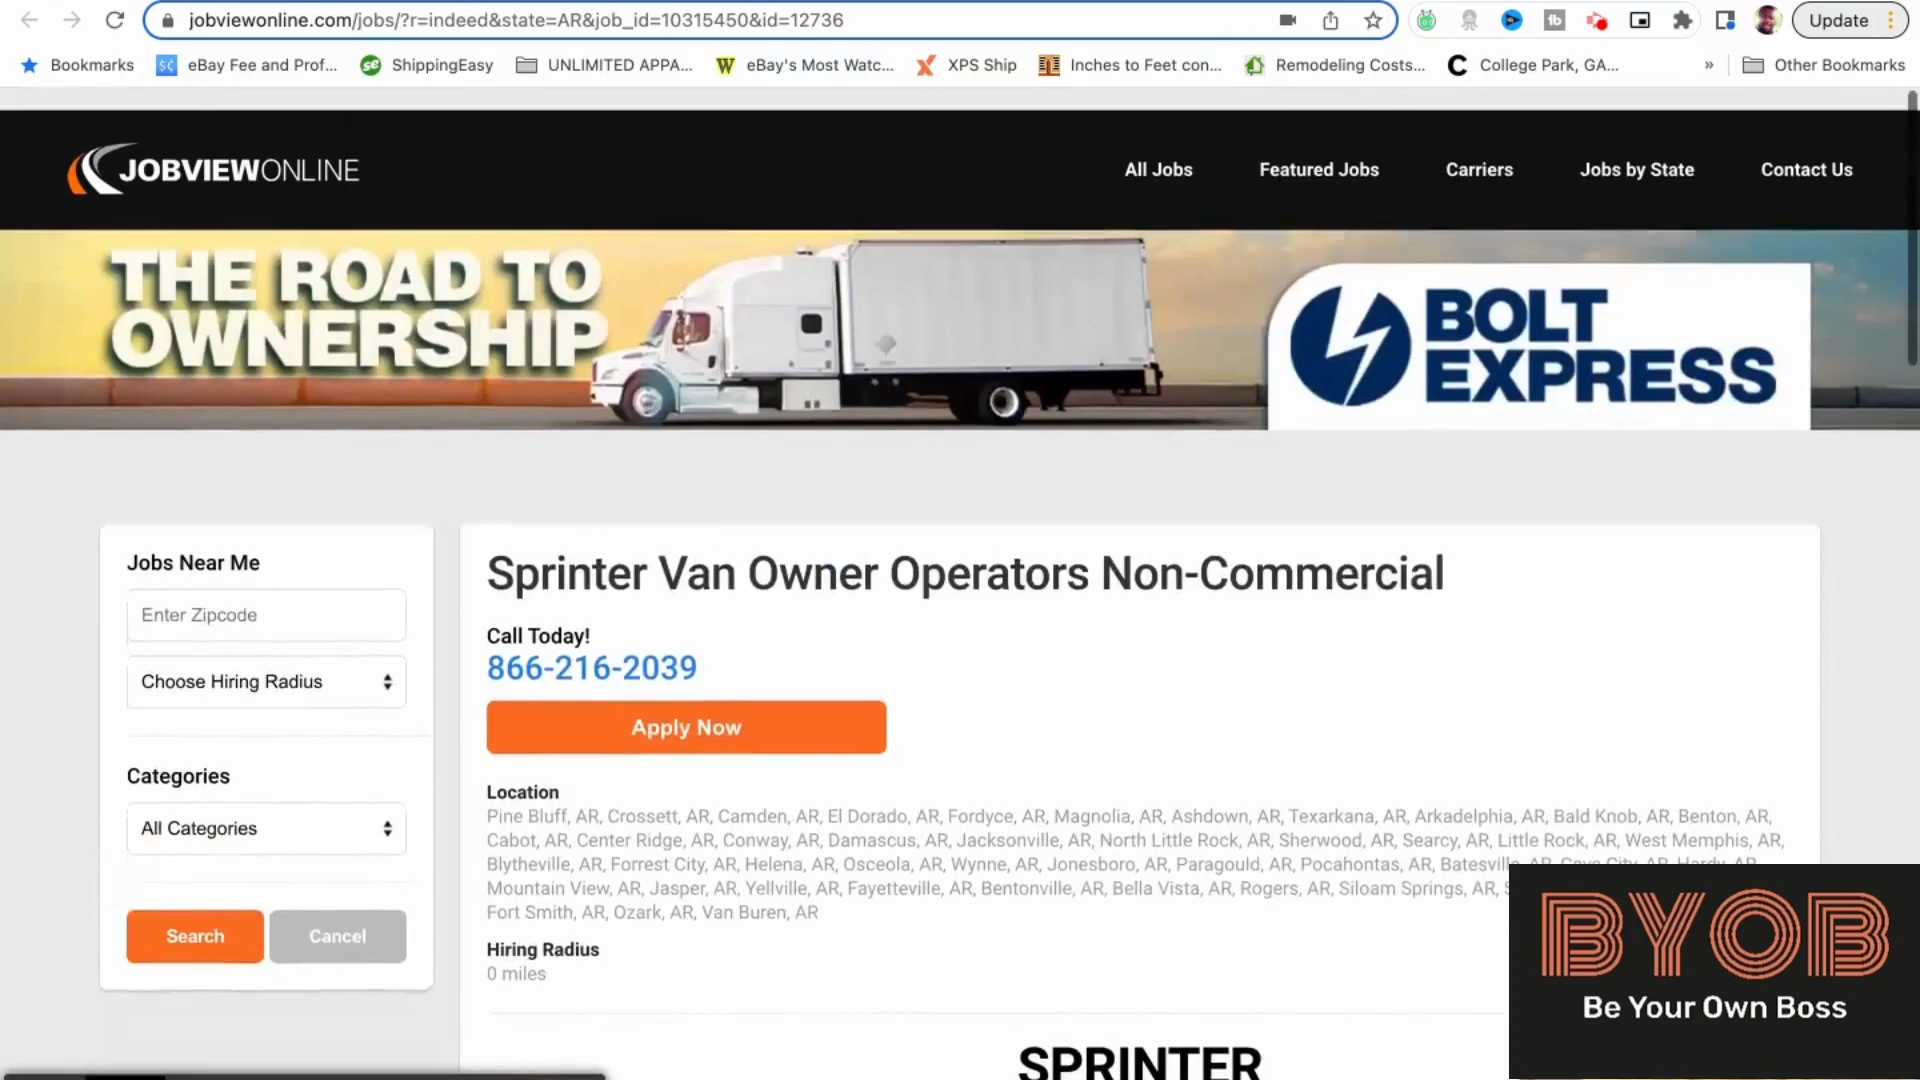 jobviewonline.com/jobs/?r=indeed&state=AR&job_id=10315450&id=12736
Update
Bookmarks
eBay Fee and Prof...
ShippingEasy
UNLIMITED APPA...
eBay's Most Watc...
XPS Ship
Inches to Feet con...
Remodeling Costs...
College Park, GA...
»
Other Bookmarks
JOBVIEWONLINE
All Jobs
Featured Jobs
Carriers
Jobs by State
Contact Us
THE ROAD TO
OWNERSHIP
BOLT
EXPRESS
Jobs Near Me
Enter Zipcode
Choose Hiring Radius
Categories
All Categories
Search
Cancel
Sprinter Van Owner Operators Non-Commercial
Call Today!
866-216-2039
Apply Now
Location
Pine Bluff, AR, Crossett, AR, Camden, AR, El Dorado, AR, Fordyce, AR, Magnolia, AR, Ashdown, AR, Texarkana, AR, Arkadelphia, AR, Bald Knob, AR, Benton, AR,
Cabot, AR, Center Ridge, AR, Conway, AR, Damascus, AR, Jacksonville, AR, North Little Rock, AR, Sherwood, AR, Searcy, AR, Little Rock, AR, West Memphis, AR,
Blytheville, AR, Forrest City, AR, Helena, AR, Osceola, AR, Wynne, AR, Jonesboro, AR, Paragould, AR, Pocahontas, AR, Batesville, AR, Cave City, AR, Hardy, AR,
Mountain View, AR, Jasper, AR, Yellville, AR, Fayetteville, AR, Bentonville, AR, Bella Vista, AR, Rogers, AR, Siloam Springs, AR,
Fort Smith, AR, Ozark, AR, Van Buren, AR
Hiring Radius
0 miles
SPRINTER
BYOB
Be Your Own Boss